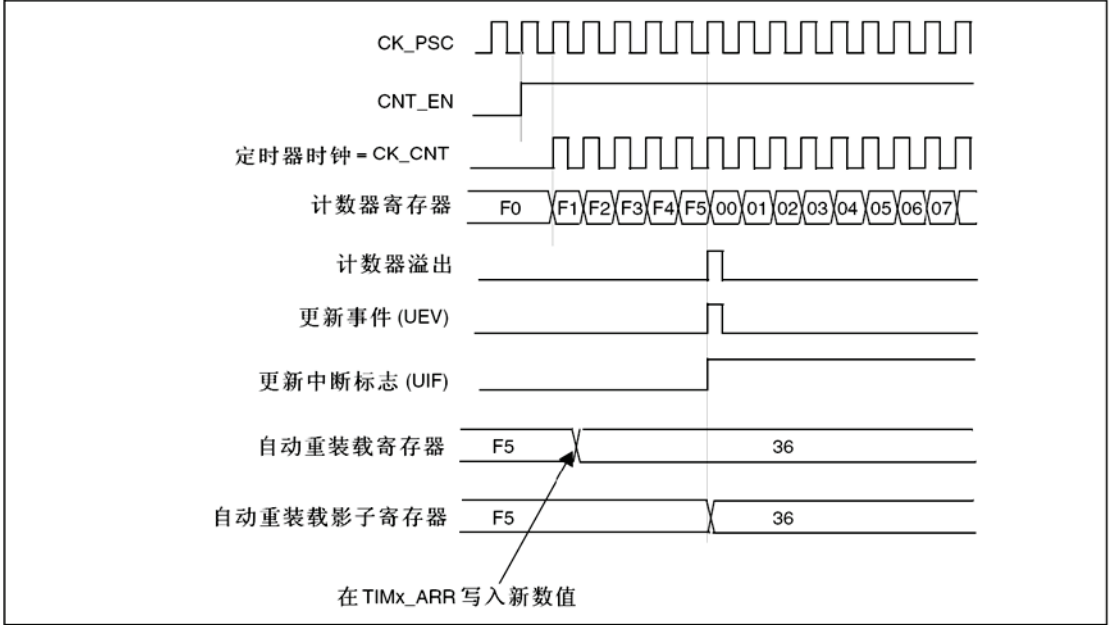 CK_PSC
CNT_EN
定时器时钟 = CK_CNT
计数器寄存器 F0 F1 F2 F3 F4 F5 00 01 02 03 04 05 06 07
计数器溢出
更新事件 (UEV)
更新中断标志 (UIF)
自动重装载寄存器 F5 36
自动重装载影子寄存器 F5 36
在 TIMx_ARR 写入新数值